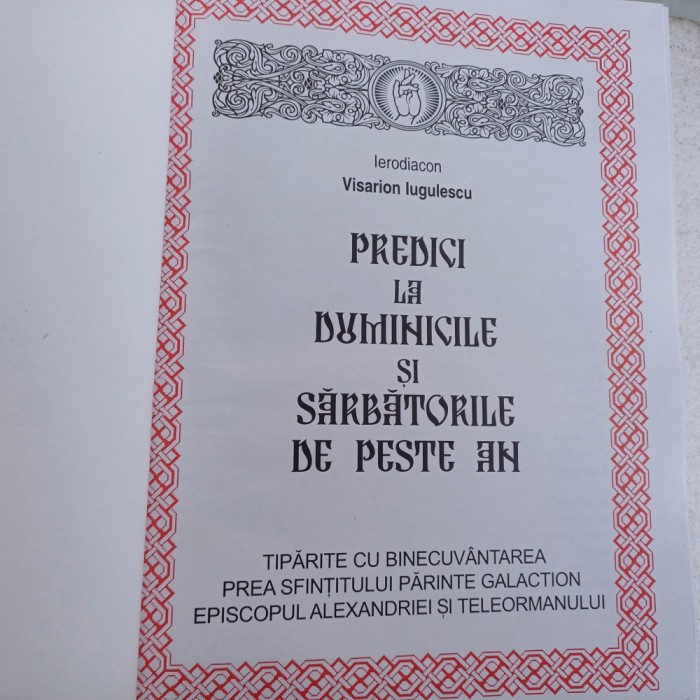 Ierodiacon
Visarion Iugulescu
PREDICI
LA
DUMINICILE
ȘI
SĂRBĂTORILE
DE PESTE AN
TIPĂRITE CU BINECUVÂNTAREA
PREA SFINȚITULUI PĂRINTE GALACTION
EPISCOPUL ALEXANDRIEI ȘI TELEORMANULUI